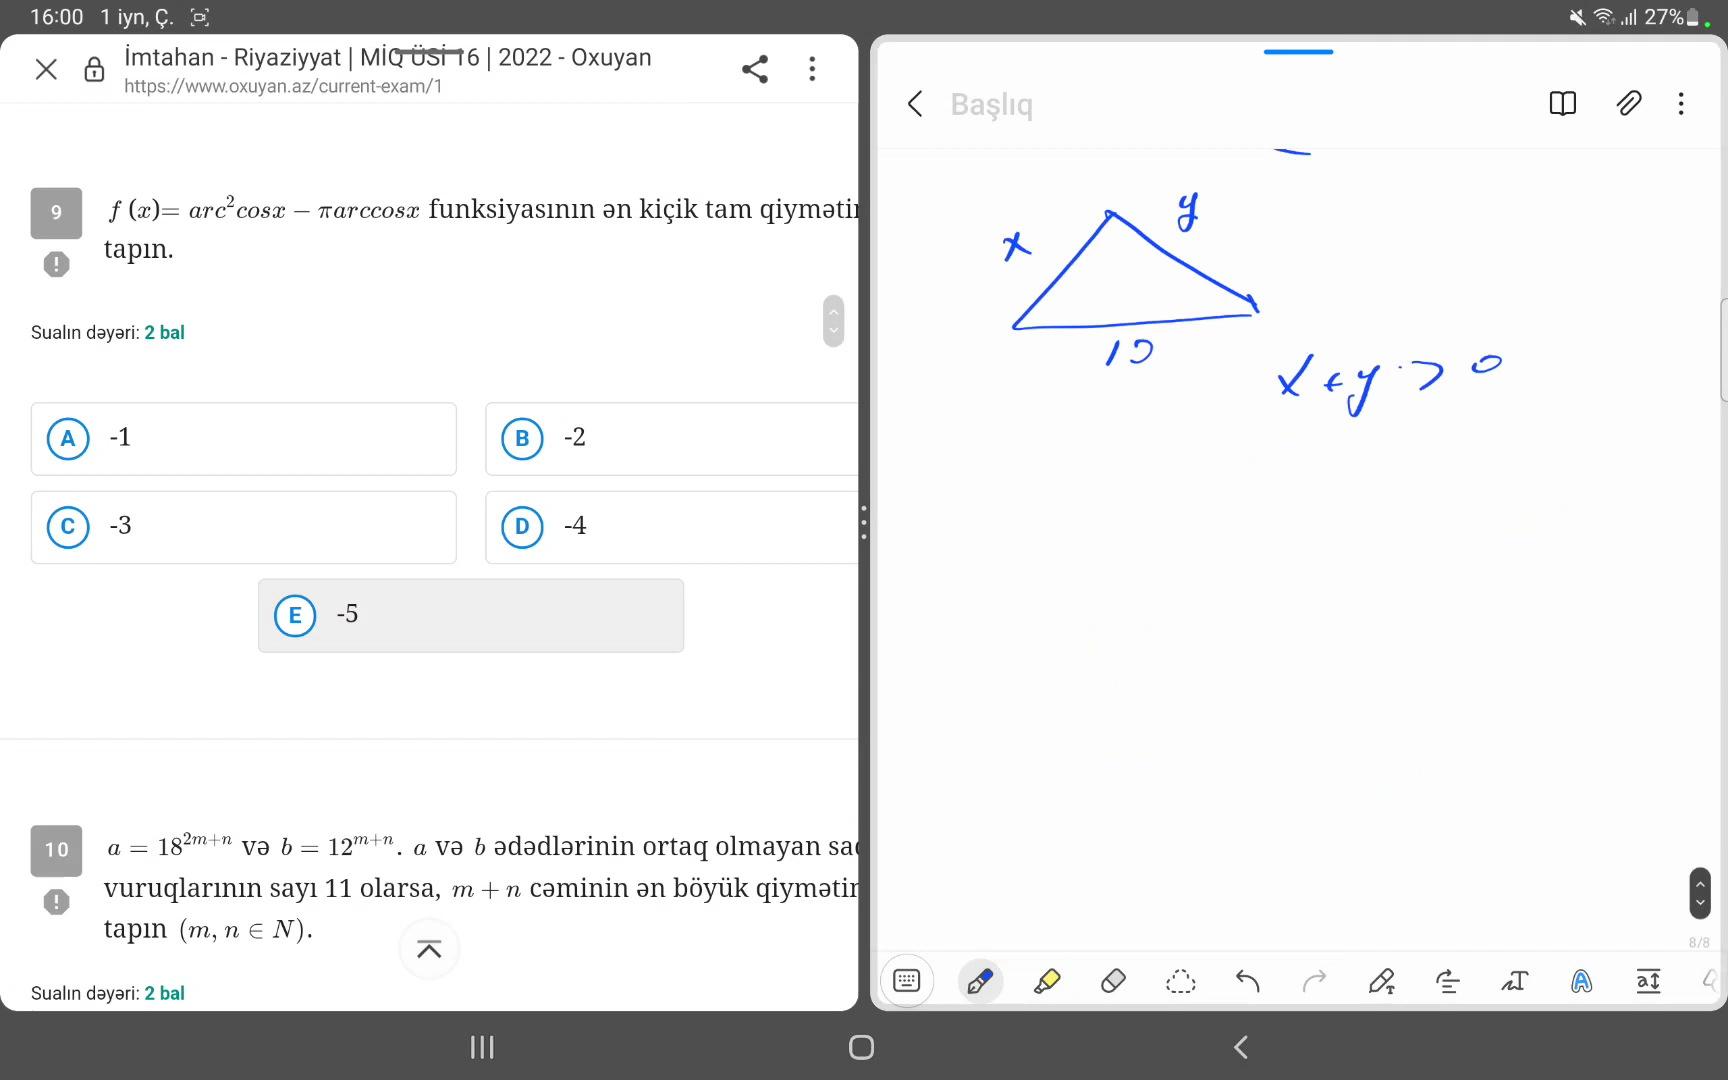 16:00 1 iyn, Ç. 27%
İmtahan - Riyaziyyat | MİQ ÜSİ 16 | 2022 - Oxuyan
https://www.oxuyan.az/current-exam/1
9 f (x)= arc²cosx − πarccosx funksiyasının ən kiçik tam
tapın.
Sualın dəyəri: 2 bal
A -1
B -2
C -3
D -4
E -5
10 a = 18^{2m+n} və b = 12^{m+n}. a və b ədədlərinin ortaq olmayan
vuruqlarının sayı 11 olarsa, m + n cəminin ən böyük
tapın (m, n ∈ N).
Sualın dəyəri: 2 bal
Başlıq
y
x
10
x + y > 0
8/8